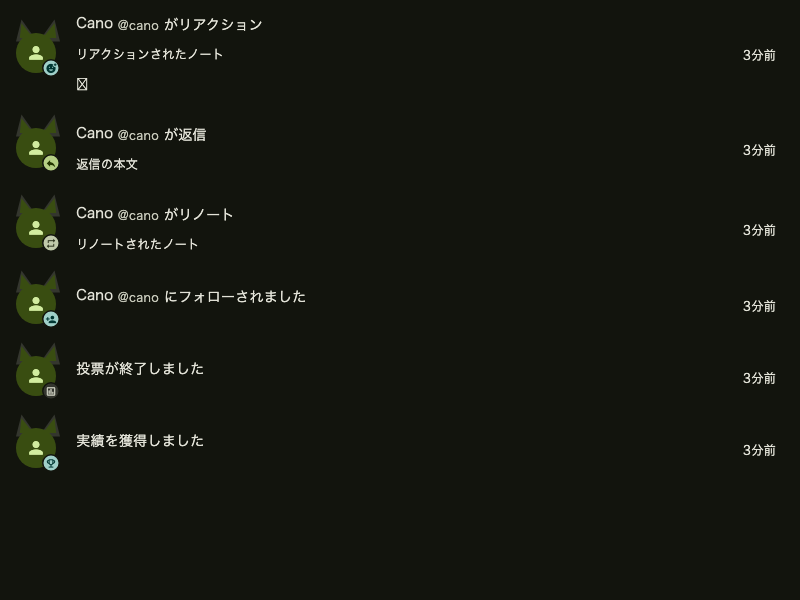 Cano @cano がリアクション
リアクションされたノート
3分前
Cano @cano が返信
返信の本文
3分前
Cano @cano がリノート
リノートされたノート
3分前
Cano @cano にフォローされました
3分前
投票が終了しました
3分前
実績を獲得しました
3分前